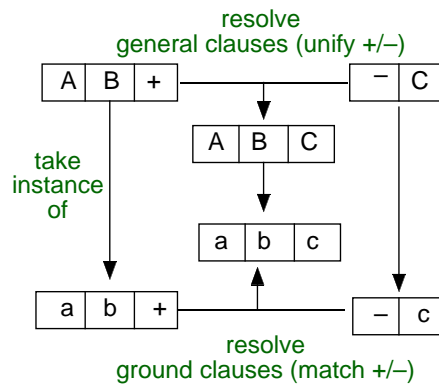 resolve
general clauses (unify +/–)
A B +
– C
A B C
take
instance
of
a b c
a b +
– c
resolve
ground clauses (match +/–)